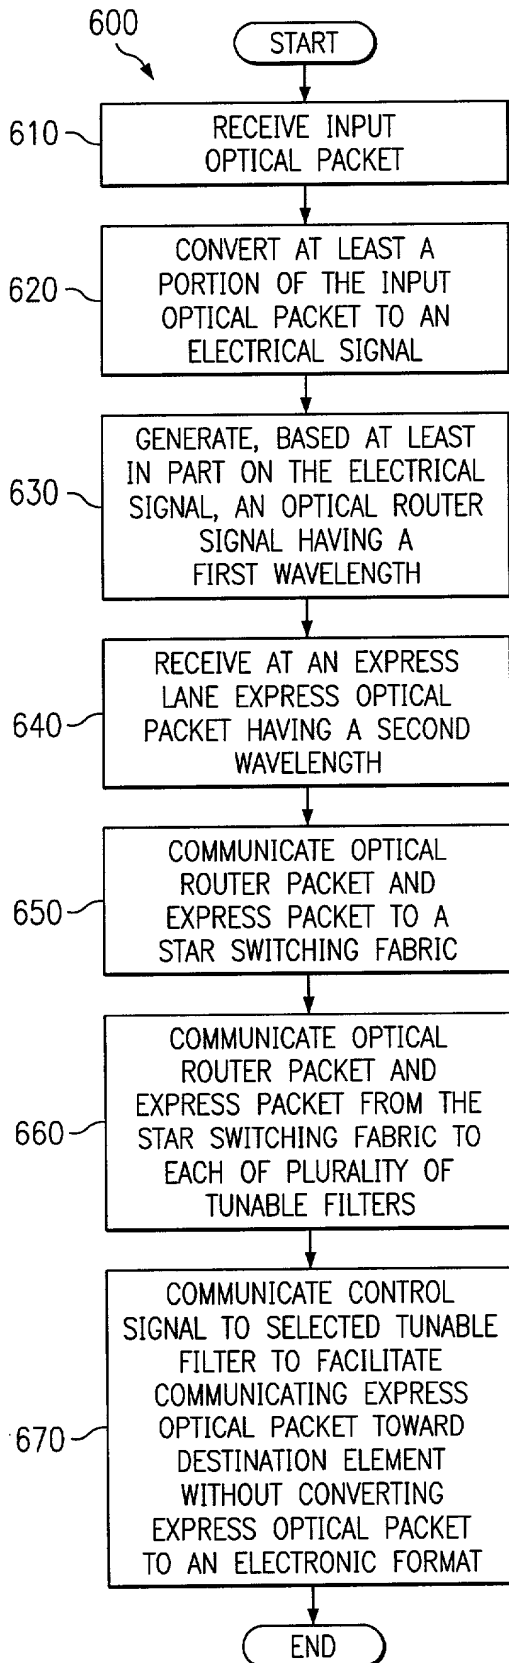 600
START
610
RECEIVE INPUT
OPTICAL PACKET
620
CONVERT AT LEAST A
PORTION OF THE INPUT
OPTICAL PACKET TO AN
ELECTRICAL SIGNAL
630
GENERATE, BASED AT LEAST
IN PART ON THE ELECTRICAL
SIGNAL, AN OPTICAL ROUTER
SIGNAL HAVING A
FIRST WAVELENGTH
640
RECEIVE AT AN EXPRESS
LANE EXPRESS OPTICAL
PACKET HAVING A SECOND
WAVELENGTH
650
COMMUNICATE OPTICAL
ROUTER PACKET AND
EXPRESS PACKET TO A
STAR SWITCHING FABRIC
660
COMMUNICATE OPTICAL
ROUTER PACKET AND
EXPRESS PACKET FROM THE
STAR SWITCHING FABRIC TO
EACH OF PLURALITY OF
TUNABLE FILTERS
670
COMMUNICATE CONTROL
SIGNAL TO SELECTED TUNABLE
FILTER TO FACILITATE
COMMUNICATING EXPRESS
OPTICAL PACKET TOWARD
DESTINATION ELEMENT
WITHOUT CONVERTING
EXPRESS OPTICAL PACKET
TO AN ELECTRONIC FORMAT
END